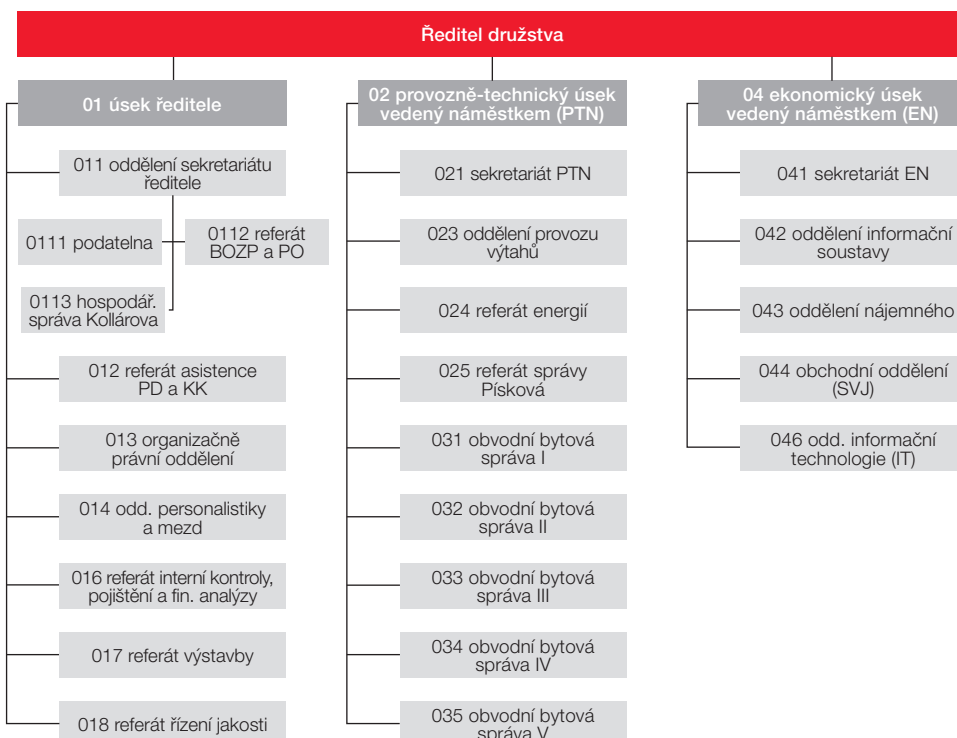 Ředitel družstva
01 úsek ředitele
011 oddělení sekretariátu
ředitele
0111 podatelna
0112 referát
BOZP a PO
0113 hospodář.
správa Kollárova
012 referát asistence
PD a KK
013 organizačně
právní oddělení
014 odd. personalistiky
a mezd
016 referát interní kontroly,
pojištění a fin. analýzy
017 referát výstavby
018 referát řízení jakosti
02 provozně-technický úsek
vedený náměstkem (PTN)
021 sekretariát PTN
023 oddělení provozu
výtahů
024 referát energií
025 referát správy
Písková
031 obvodní bytová
správa I
032 obvodní bytová
správa II
033 obvodní bytová
správa III
034 obvodní bytová
správa IV
035 obvodní bytová
správa V
04 ekonomický úsek
vedený náměstkem (EN)
041 sekretariát EN
042 oddělení informační
soustavy
043 oddělení nájemného
044 obchodní oddělení
(SVJ)
046 odd. informační
technologie (IT)